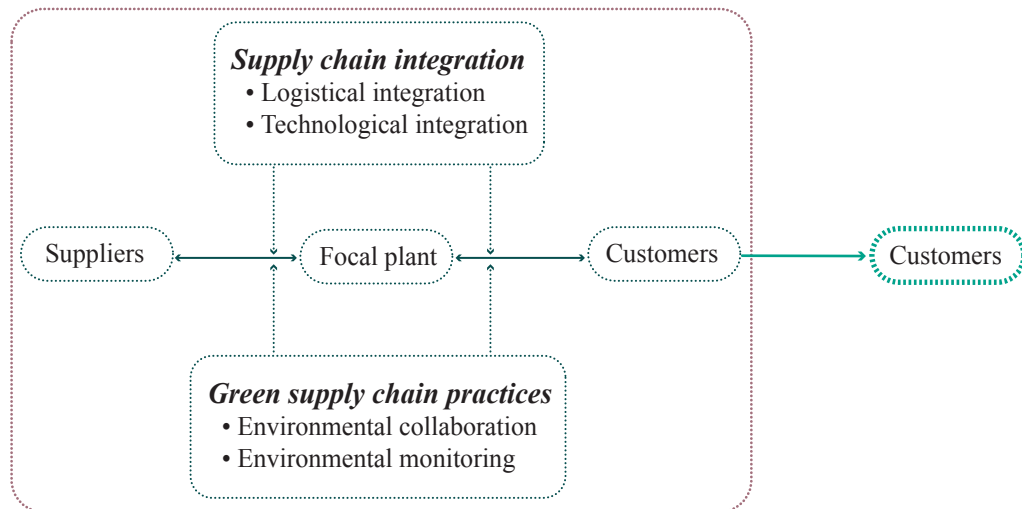 Supply chain integration
• Logistical integration
• Technological integration
Suppliers
Focal plant
Customers
Customers
Green supply chain practices
• Environmental collaboration
• Environmental monitoring